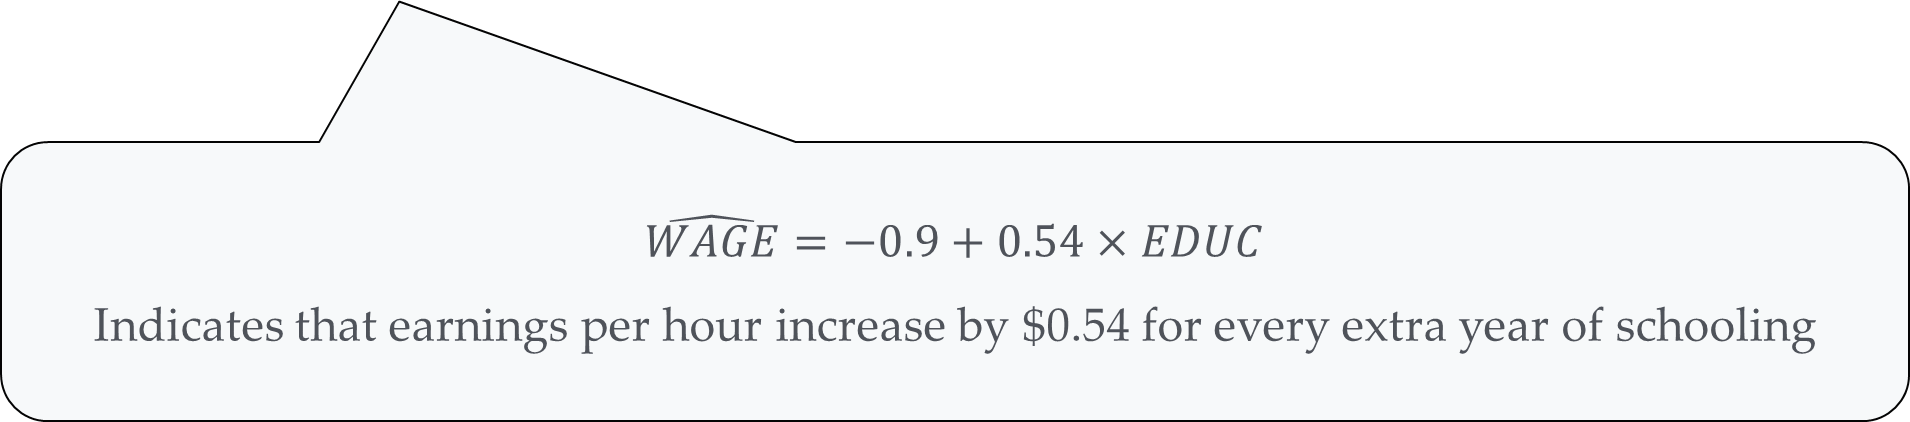 \widehat{WAGE} = −0.9 + 0.54 × EDUC
Indicates that earnings per hour increase by $0.54 for every extra year of schooling